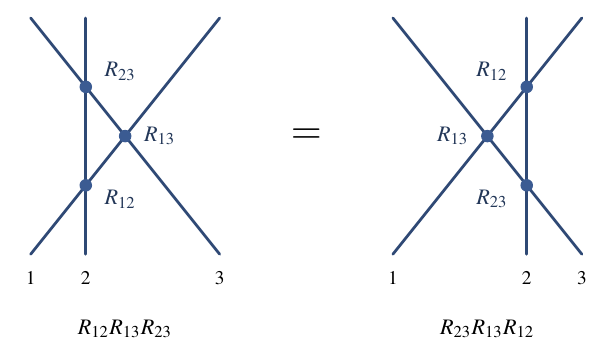 R₂₃ R₁₂
R₁₃ = R₁₃
R₁₂ R₂₃
1 2 3 1 2 3
R₁₂R₁₃R₂₃ R₂₃R₁₃R₁₂